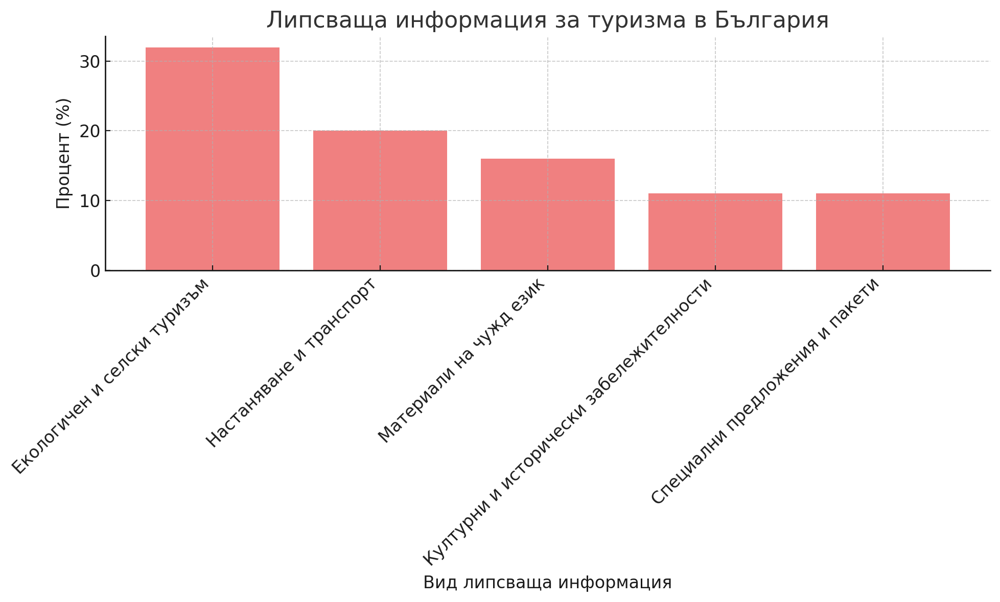 Липсваща информация за туризма в България
Процент (%)
30
20
10
0
Екологичен и селски туризъм
Настаняване и транспорт
Материали на чужд език
Културни и исторически забележителности
Специални предложения и пакети
Вид липсваща информация